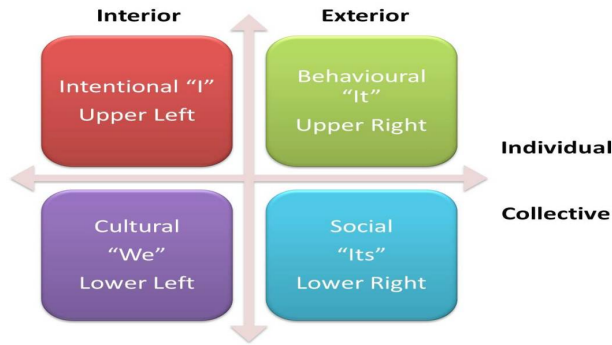 Interior
Exterior
Intentional “I”
Upper Left
Behavioural
“It”
Upper Right
Individual
Collective
Cultural
“We”
Lower Left
Social
“Its”
Lower Right